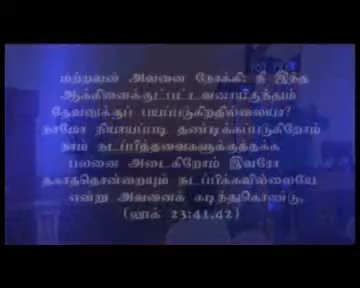 மற்றவன் அவனை நோக்கி: நீ இந்த
ஆக்கினைக்குட்பட்டவனாயிருந்தும்
தேவனுக்குப் பயப்படுகிறதில்லையா?
நாமோ நியாயப்படி தண்டிக்கப்படுகிறோம்
நாம் நடப்பித்தவைகளுக்குத்தக்க
பலனை அடைகிறோம் இவரோ
தகாததொன்றையும் நடப்பிக்கவில்லையே
என்று அவனைக் கடிந்துகொண்டு,
(லூக் 23:41,42)